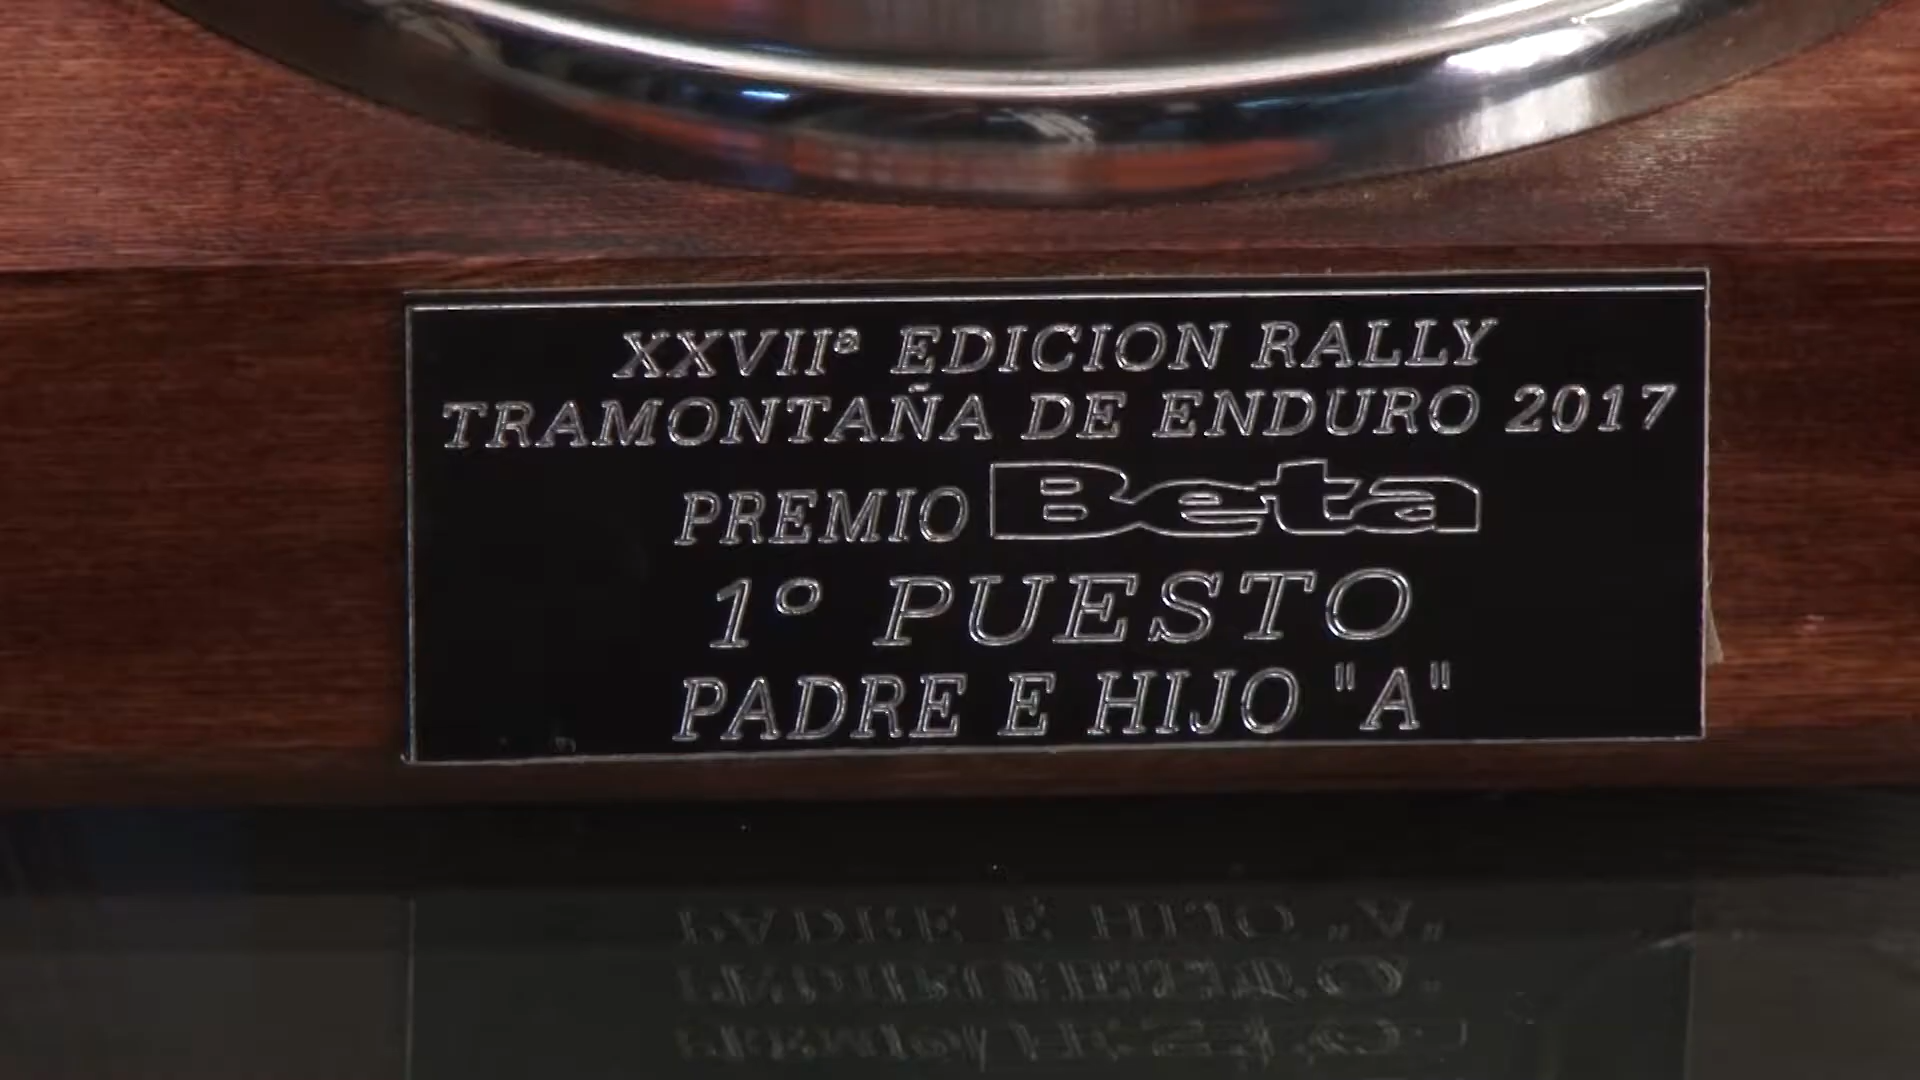 XXVIIª EDICION RALLY
TRAMONTAÑA DE ENDURO 2017
PREMIO Beta
1º PUESTO
PADRE E HIJO "A"